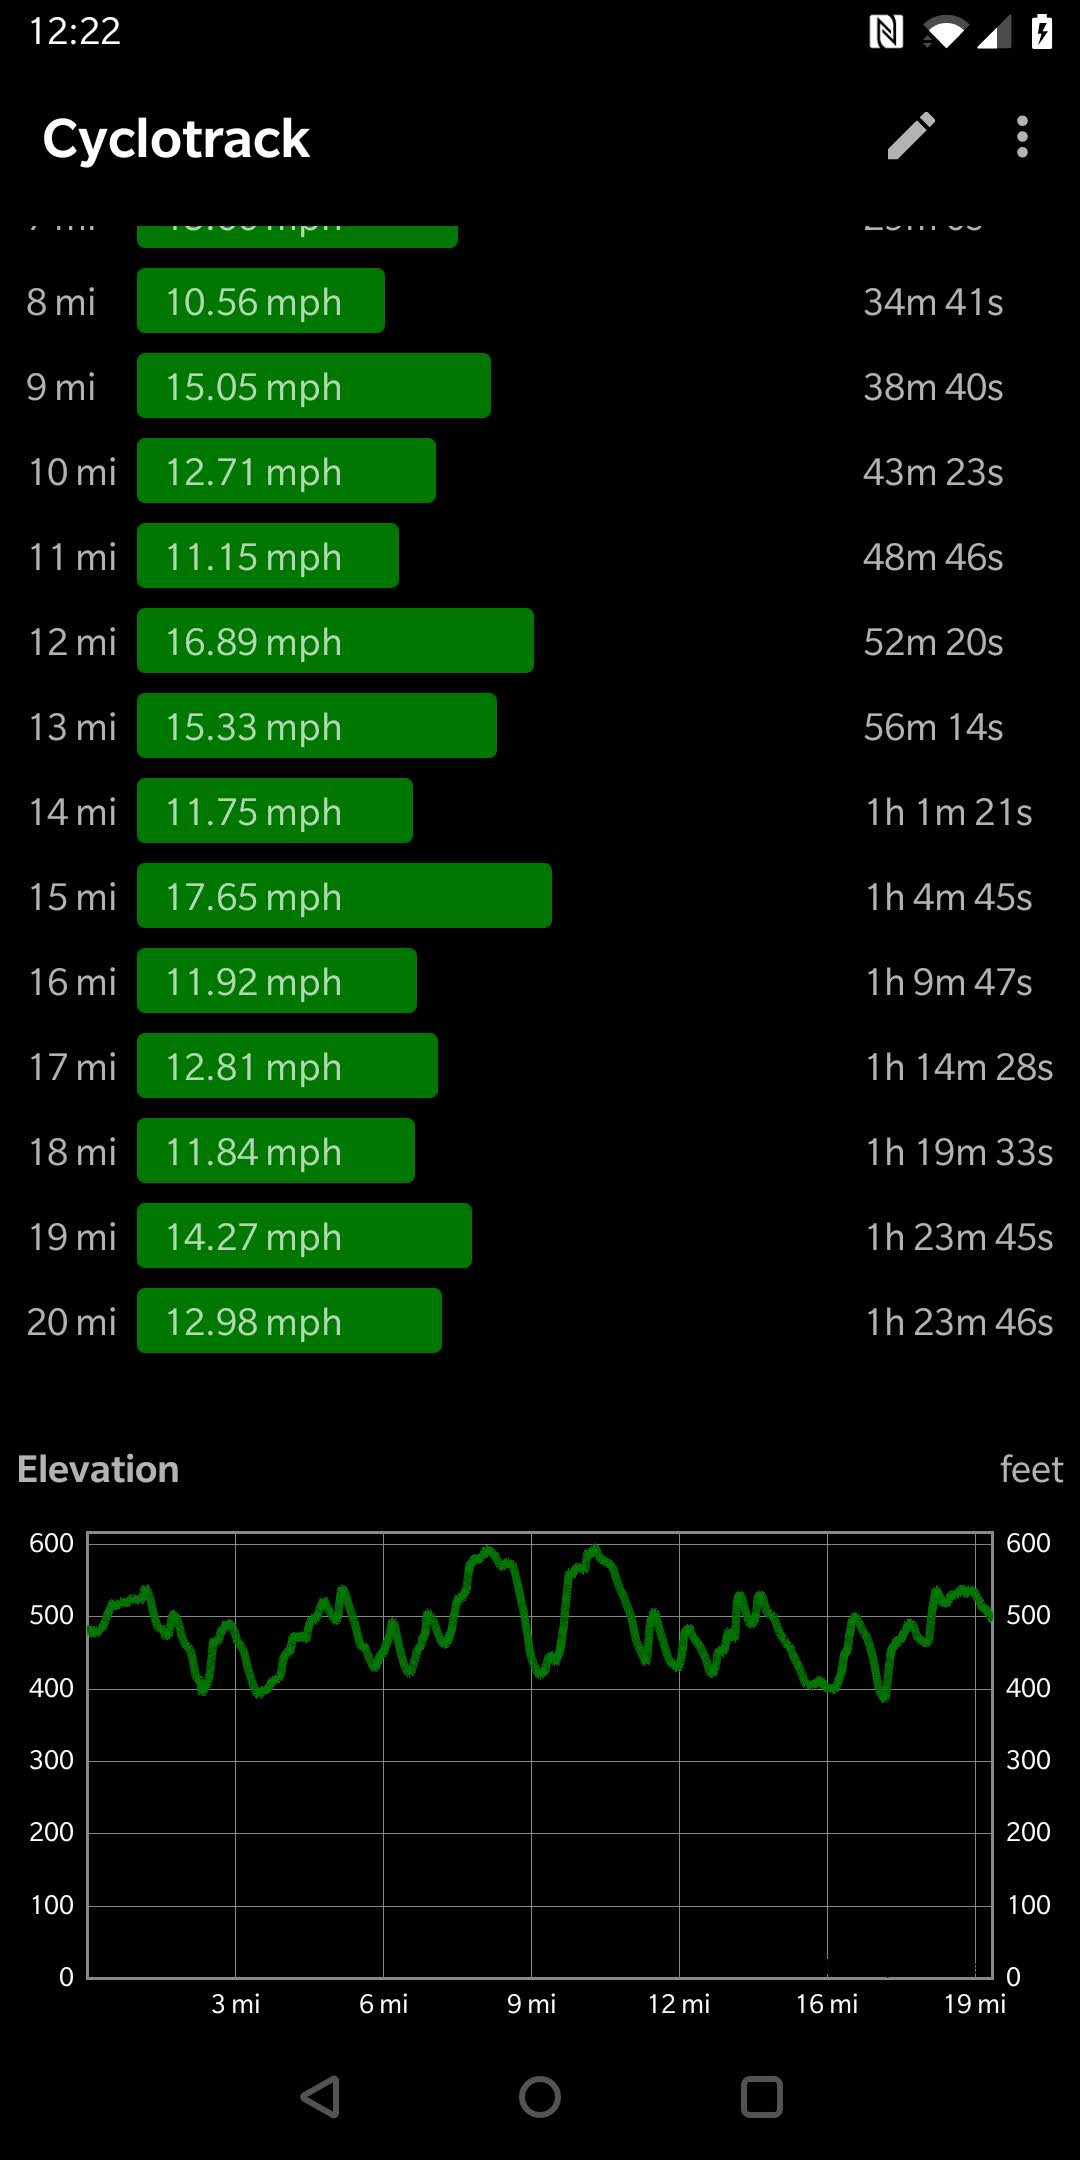 12:22
Cyclotrack
8 mi 10.56 mph 34m 41s
9 mi 15.05 mph 38m 40s
10 mi 12.71 mph 43m 23s
11 mi 11.15 mph 48m 46s
12 mi 16.89 mph 52m 20s
13 mi 15.33 mph 56m 14s
14 mi 11.75 mph 1h 1m 21s
15 mi 17.65 mph 1h 4m 45s
16 mi 11.92 mph 1h 9m 47s
17 mi 12.81 mph 1h 14m 28s
18 mi 11.84 mph 1h 19m 33s
19 mi 14.27 mph 1h 23m 45s
20 mi 12.98 mph 1h 23m 46s
Elevation feet
600 600
500 500
400 400
300 300
200 200
100 100
0 0
3 mi 6 mi 9 mi 12 mi 16 mi 19 mi